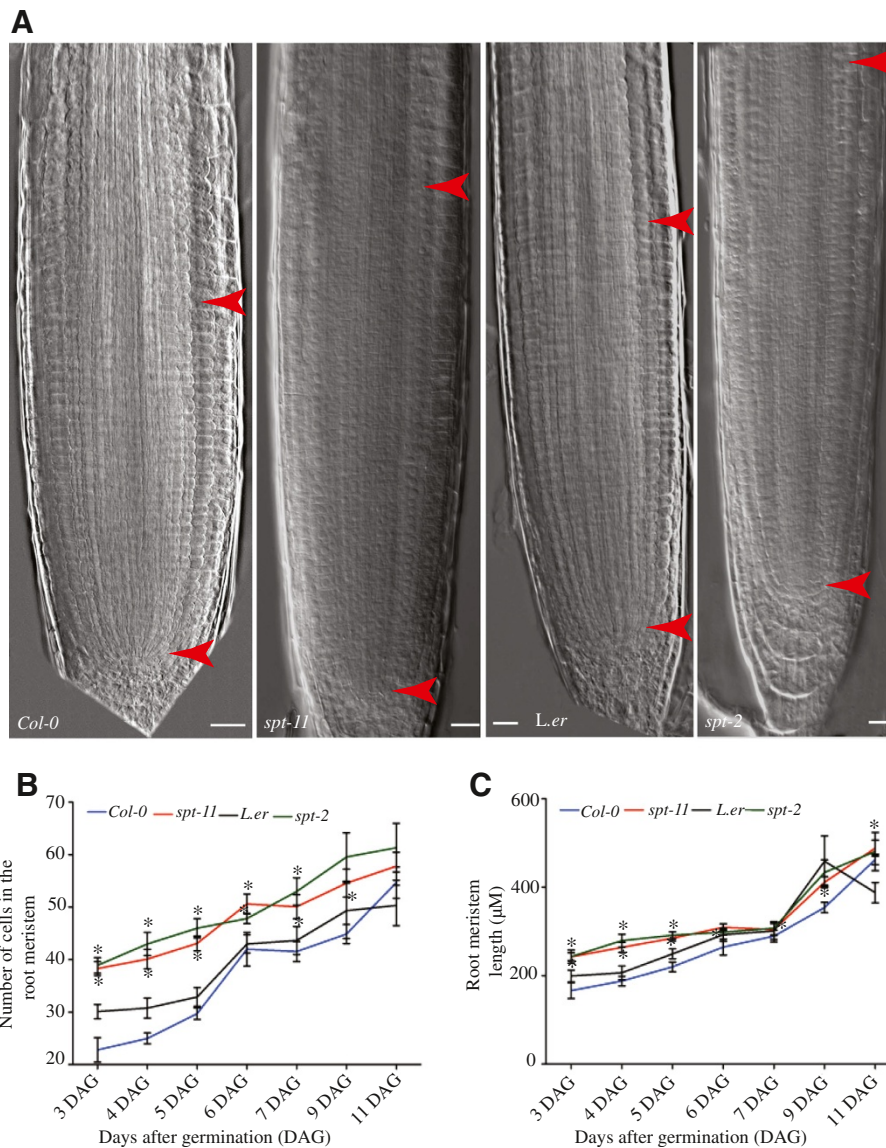 A
Col-0
spt-11
L.er
spt-2
B
Col-0 spt-11 L.er spt-2
Number of cells in the
root meristem
70
60
50
40
30
20
* * * * * * * * * * *
3 DAG 4 DAG 5 DAG 6 DAG 7 DAG 9 DAG 11 DAG
Days after germination (DAG)
C
Col-0 spt-11 L.er spt-2
Root meristem
length (µM)
600
400
200
0
* * * * * * * * * *
3 DAG 4 DAG 5 DAG 6 DAG 7 DAG 9 DAG 11 DAG
Days after germination (DAG)